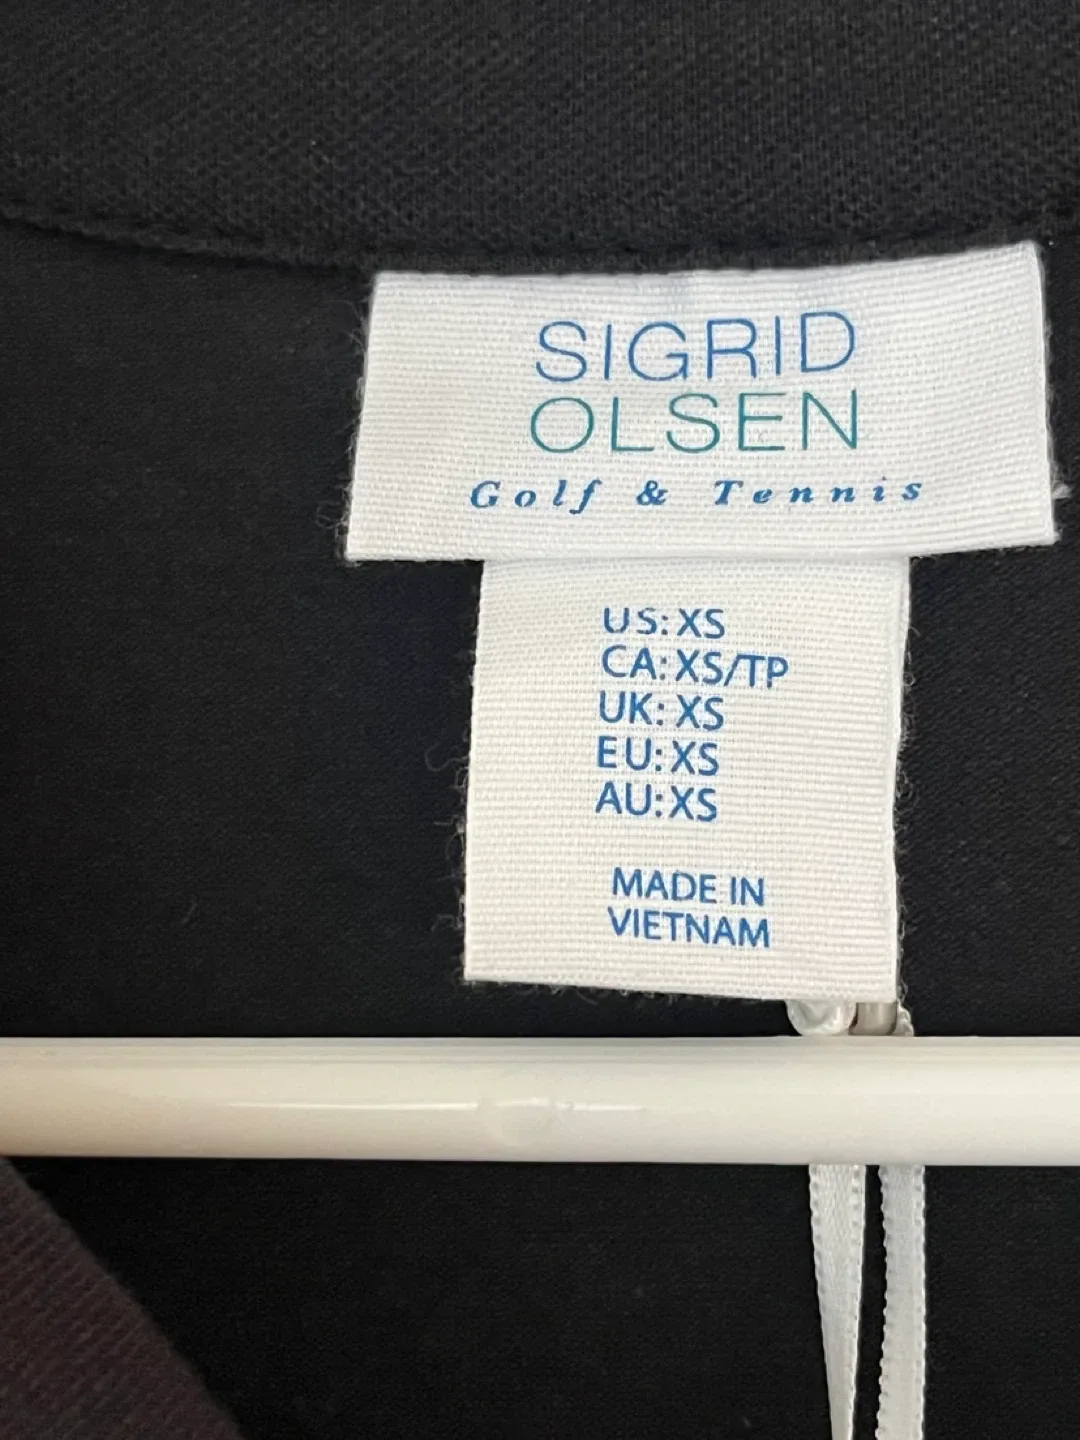 SIGRID
OLSEN
Golf & Tennis
US: XS
CA: XS/TP
UK: XS
EU: XS
AU: XS
MADE IN
VIETNAM